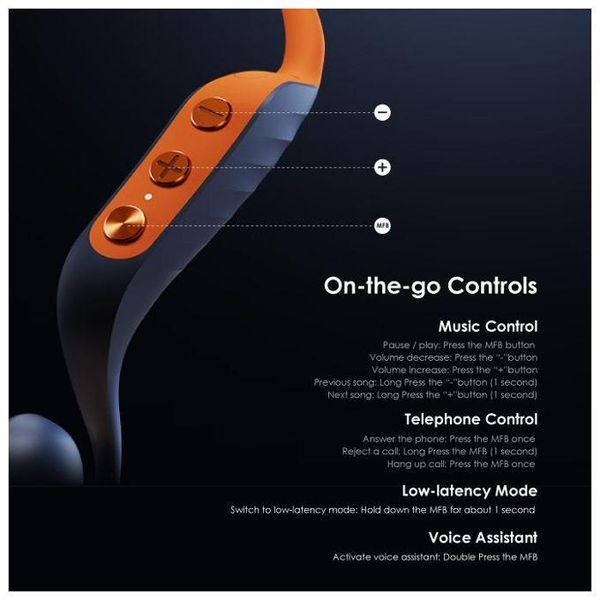 −
+
MFB
On-the-go Controls
Music Control
Pause / play: Press the MFB button
Volume decrease: Press the “-”button
Volume increase: Press the “+”button
Previous song: Long Press the “-”button (1 second)
Next song: Long Press the “+”button (1 second)
Telephone Control
Answer the phone: Press the MFB once
Reject a call: Long Press the MFB (1 second)
Hang up call: Press the MFB once
Low-latency Mode
Switch to low-latency mode: Hold down the MFB for about 1 second
Voice Assistant
Activate voice assistant: Double Press the MFB